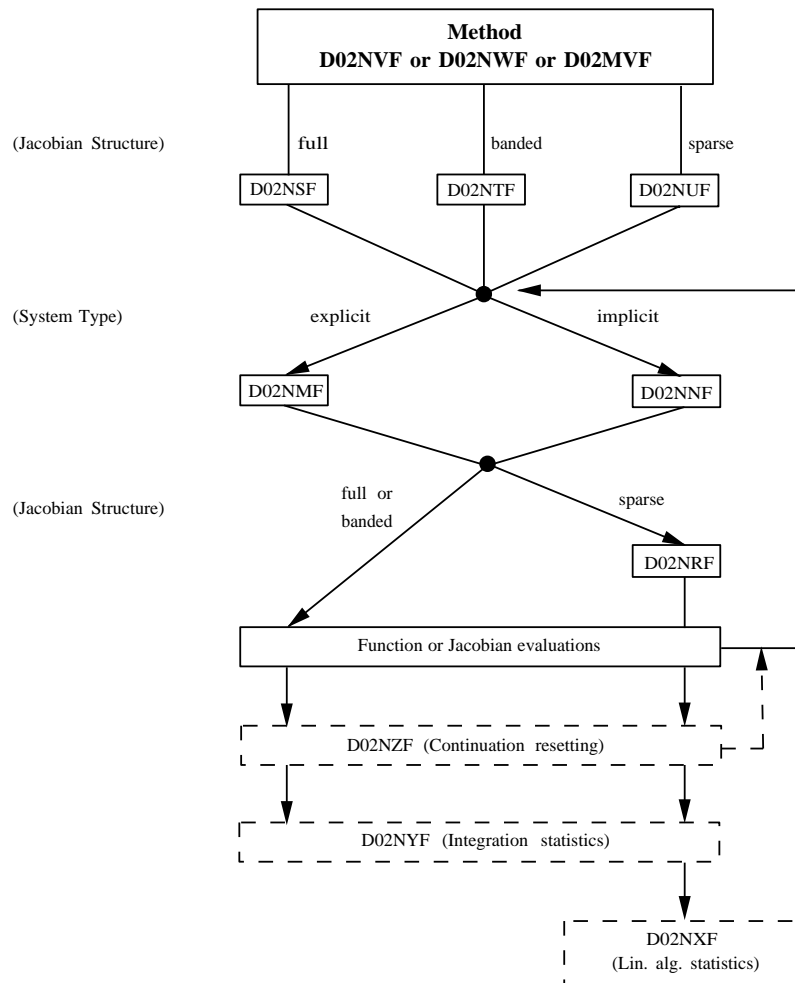 Method
D02NVF or D02NWF or D02MVF
(Jacobian Structure)
full
banded
sparse
D02NSF
D02NTF
D02NUF
(System Type)
explicit
implicit
D02NMF
D02NNF
(Jacobian Structure)
full or
banded
sparse
D02NRF
Function or Jacobian evaluations
D02NZF (Continuation resetting)
D02NYF (Integration statistics)
D02NXF
(Lin. alg. statistics)